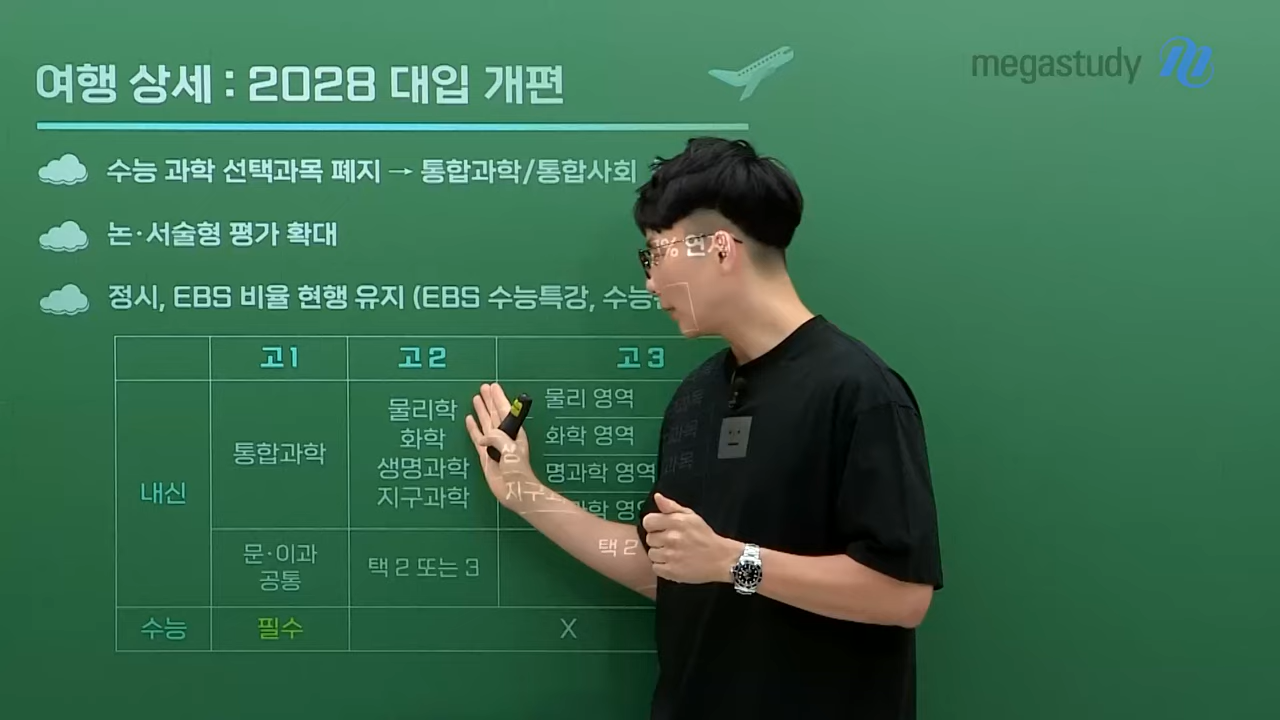 여행 상세 : 2028 대입 개편
megastudy
수능 과학 선택과목 폐지 → 통합과학/통합사회
논·서술형 평가 확대
정시, EBS 비율 현행 유지 (EBS 수능특강, 수능
고1 고2 고3
내신
통합과학
물리학
화학
생명과학
지구과학
물리 영역
화학 영역
명과학 영역
지구
문·이과
공통
택 2 또는 3
택 2
수능 필수 X